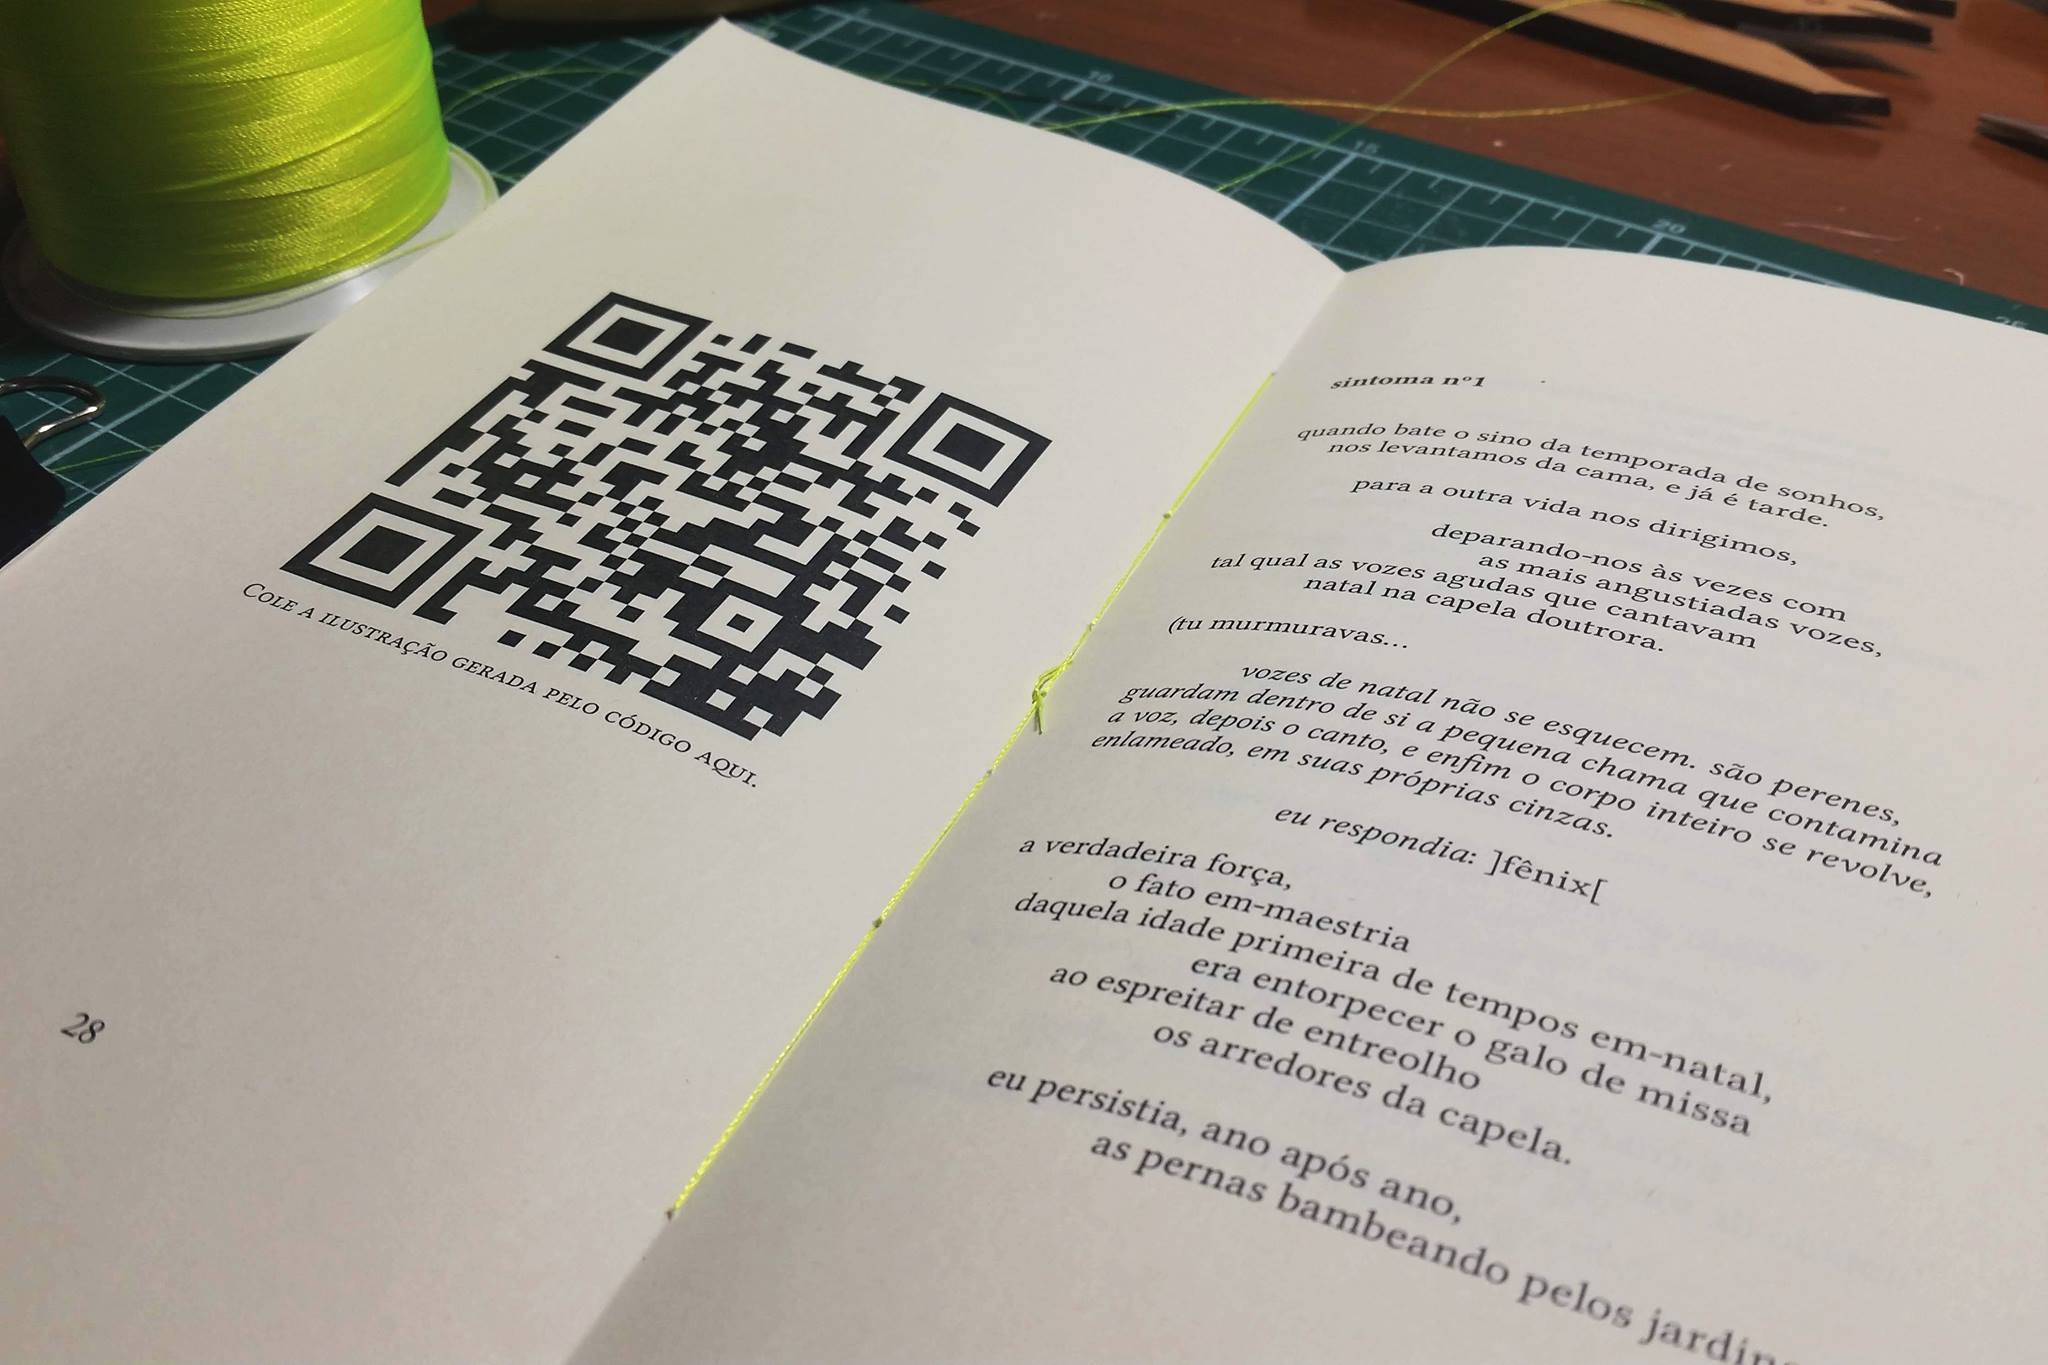 COLE A ILUSTRAÇÃO GERADA PELO CÓDIGO AQUI.
28
sintoma nº1
quando bate o sino da temporada de sonhos,
nos levantamos da cama, e já é tarde.
para a outra vida nos dirigimos,
deparando-nos às vezes com
as mais angustiadas vozes,
tal qual as vozes agudas que cantavam
natal na capela doutrora.
(tu murmuravas...
vozes de natal não se esquecem. são perenes,
guardam dentro de si a pequena chama que contamina
a voz, depois o canto, e enfim o corpo inteiro se revolve,
enlameado, em suas próprias cinzas.
eu respondia: ]fênix[
a verdadeira força,
o fato em-maestria
daquela idade primeira de tempos em-natal,
era entorpecer o galo de missa
ao espreitar de entreolho
os arredores da capela.
eu persistia, ano após ano,
as pernas bambeando pelos jardins
10
15
20
25